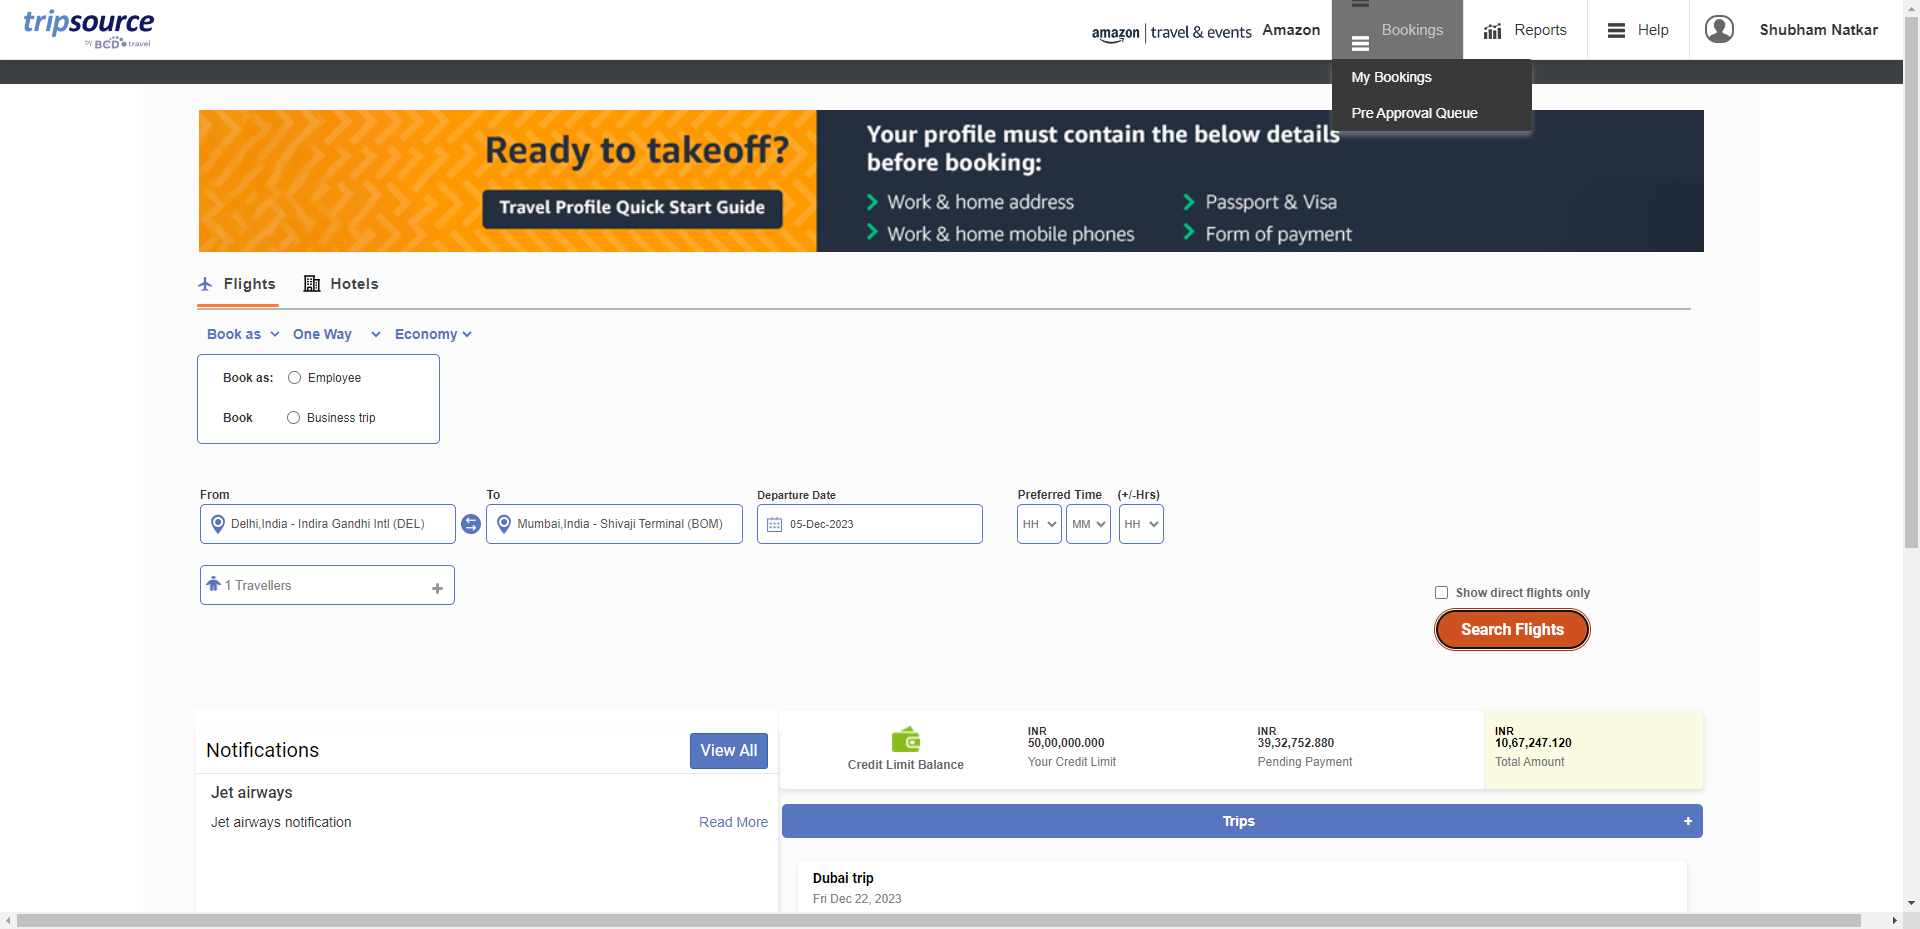 tripsource
by BCD travel
amazon | travel & events
Amazon
Bookings
Reports
Help
Shubham Natkar
My Bookings
Pre Approval Queue
Ready to takeoff?
Travel Profile Quick Start Guide
Your profile must contain the below details
before booking:
Work & home address
Passport & Visa
Work & home mobile phones
Form of payment
Flights
Hotels
Book as
One Way
Economy
Book as:
Employee
Book
Business trip
From
To
Departure Date
Preferred Time
(+/-Hrs)
Delhi,India - Indira Gandhi Intl (DEL)
Mumbai,India - Shivaji Terminal (BOM)
05-Dec-2023
HH
MM
HH
1 Travellers
+
Show direct flights only
Search Flights
Notifications
View All
Jet airways
Jet airways notification
Read More
Credit Limit Balance
INR
50,00,000.000
Your Credit Limit
INR
39,32,752.880
Pending Payment
INR
10,67,247.120
Total Amount
Trips
+
Dubai trip
Fri Dec 22, 2023